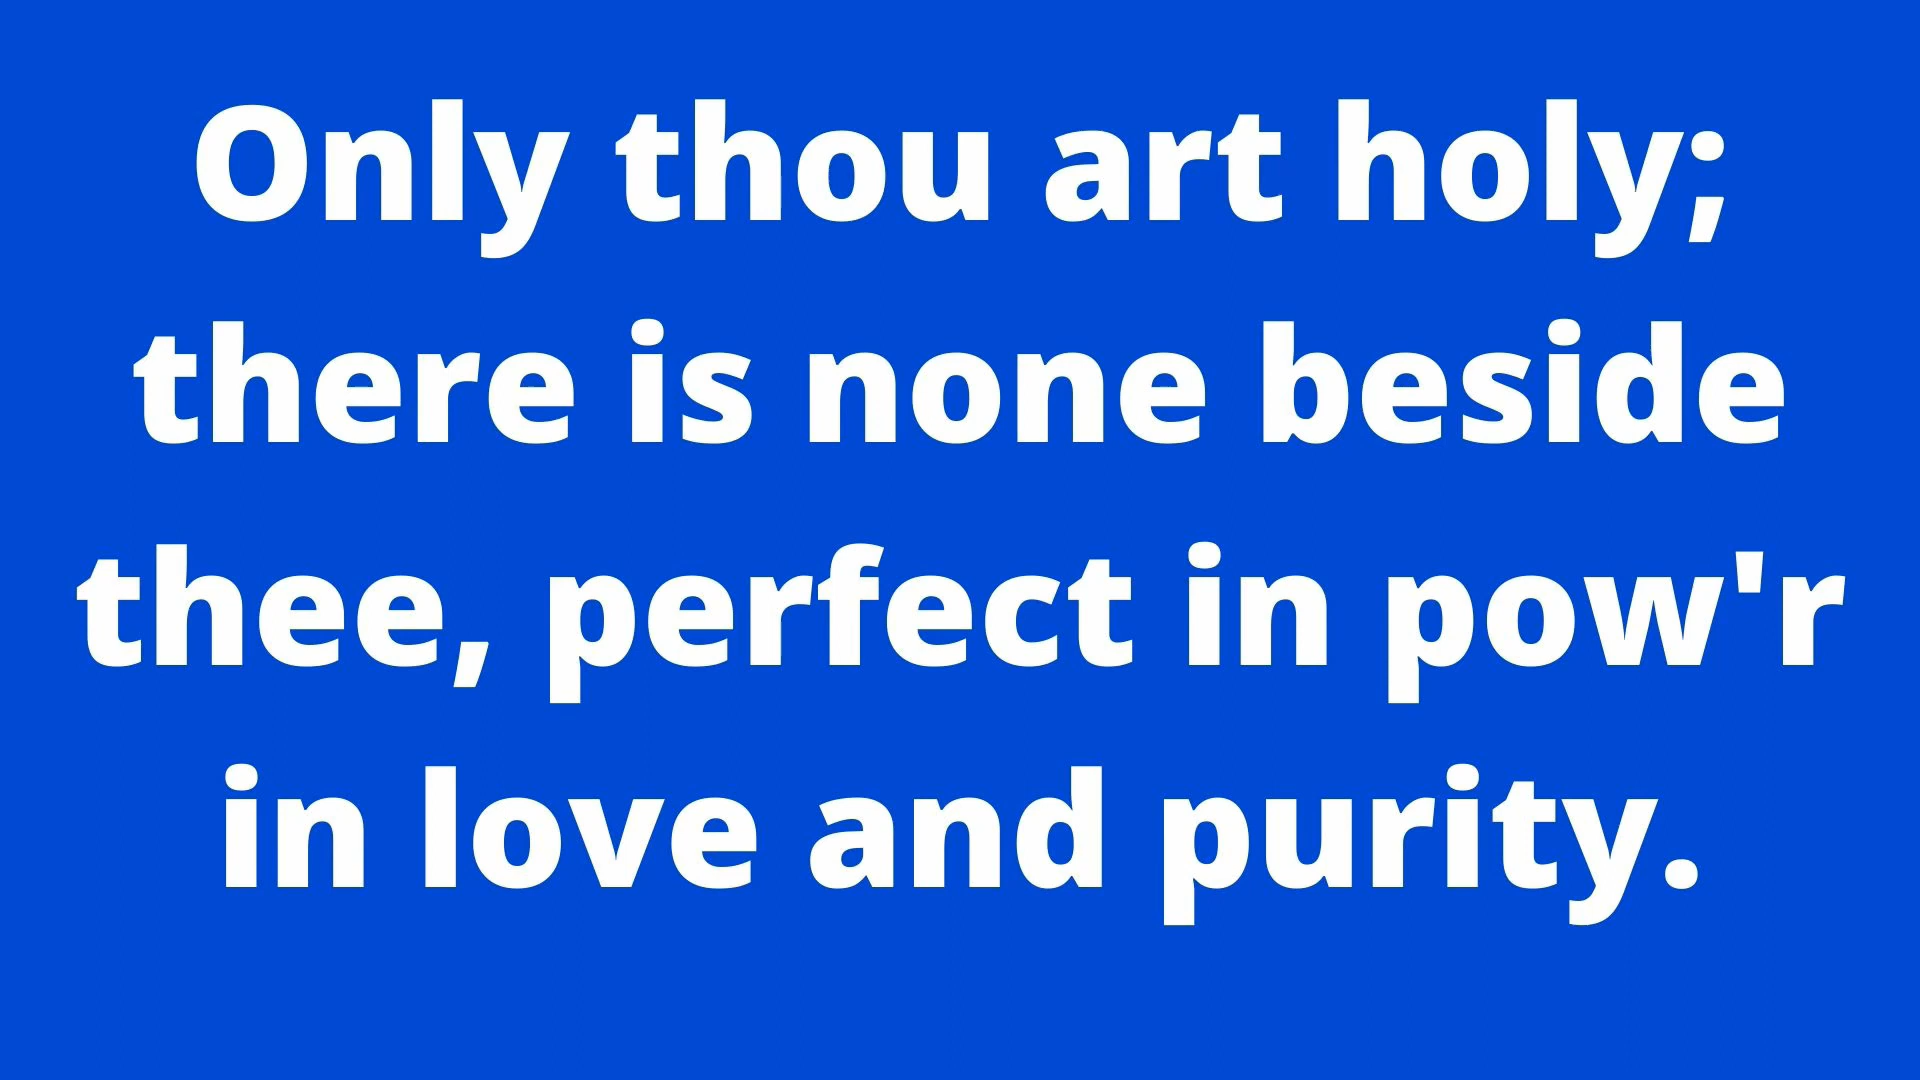 Only thou art holy;
there is none beside
thee, perfect in pow'r
in love and purity.